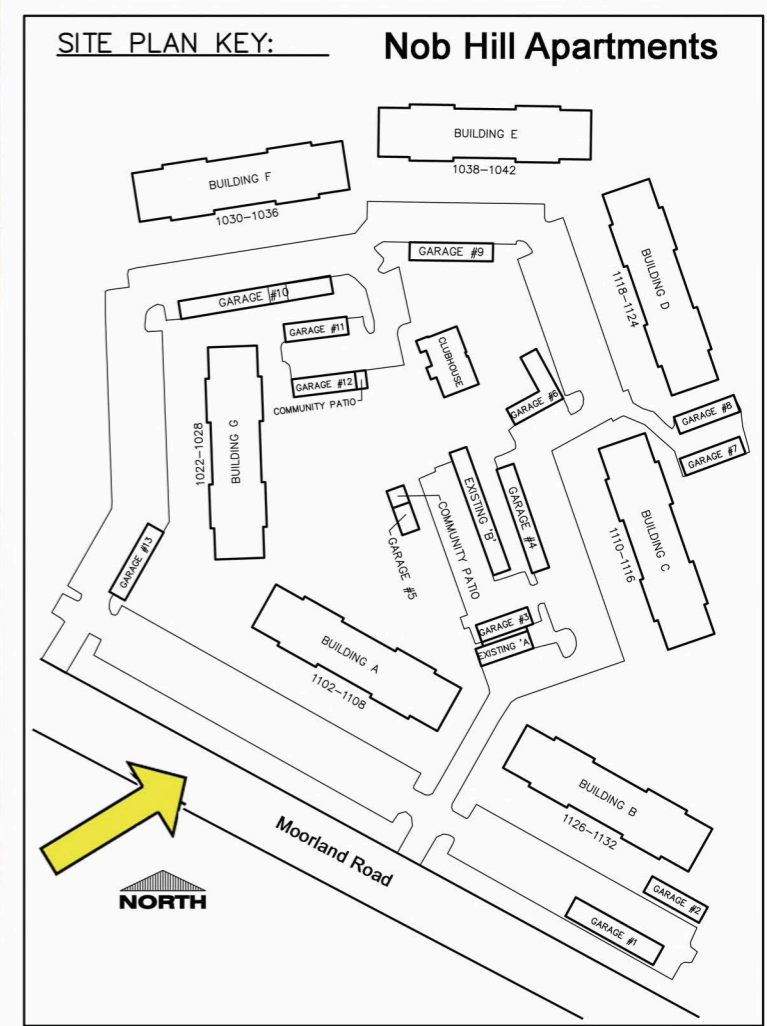 SITE PLAN KEY:
Nob Hill Apartments
BUILDING E
1038-1042
BUILDING F
1030-1036
GARAGE #9
BUILDING D
1118-1124
GARAGE #10
GARAGE #11
CLUBHOUSE
GARAGE #12
COMMUNITY PATIO
GARAGE #6
GARAGE #8
GARAGE #7
BUILDING G
1022-1028
EXISTING 'B'
GARAGE #4
COMMUNITY PATIO
GARAGE #5
BUILDING C
1110-1116
GARAGE #13
GARAGE #3
EXISTING 'A'
BUILDING A
1102-1108
BUILDING B
1126-1132
Moorland Road
NORTH
GARAGE #2
GARAGE #1